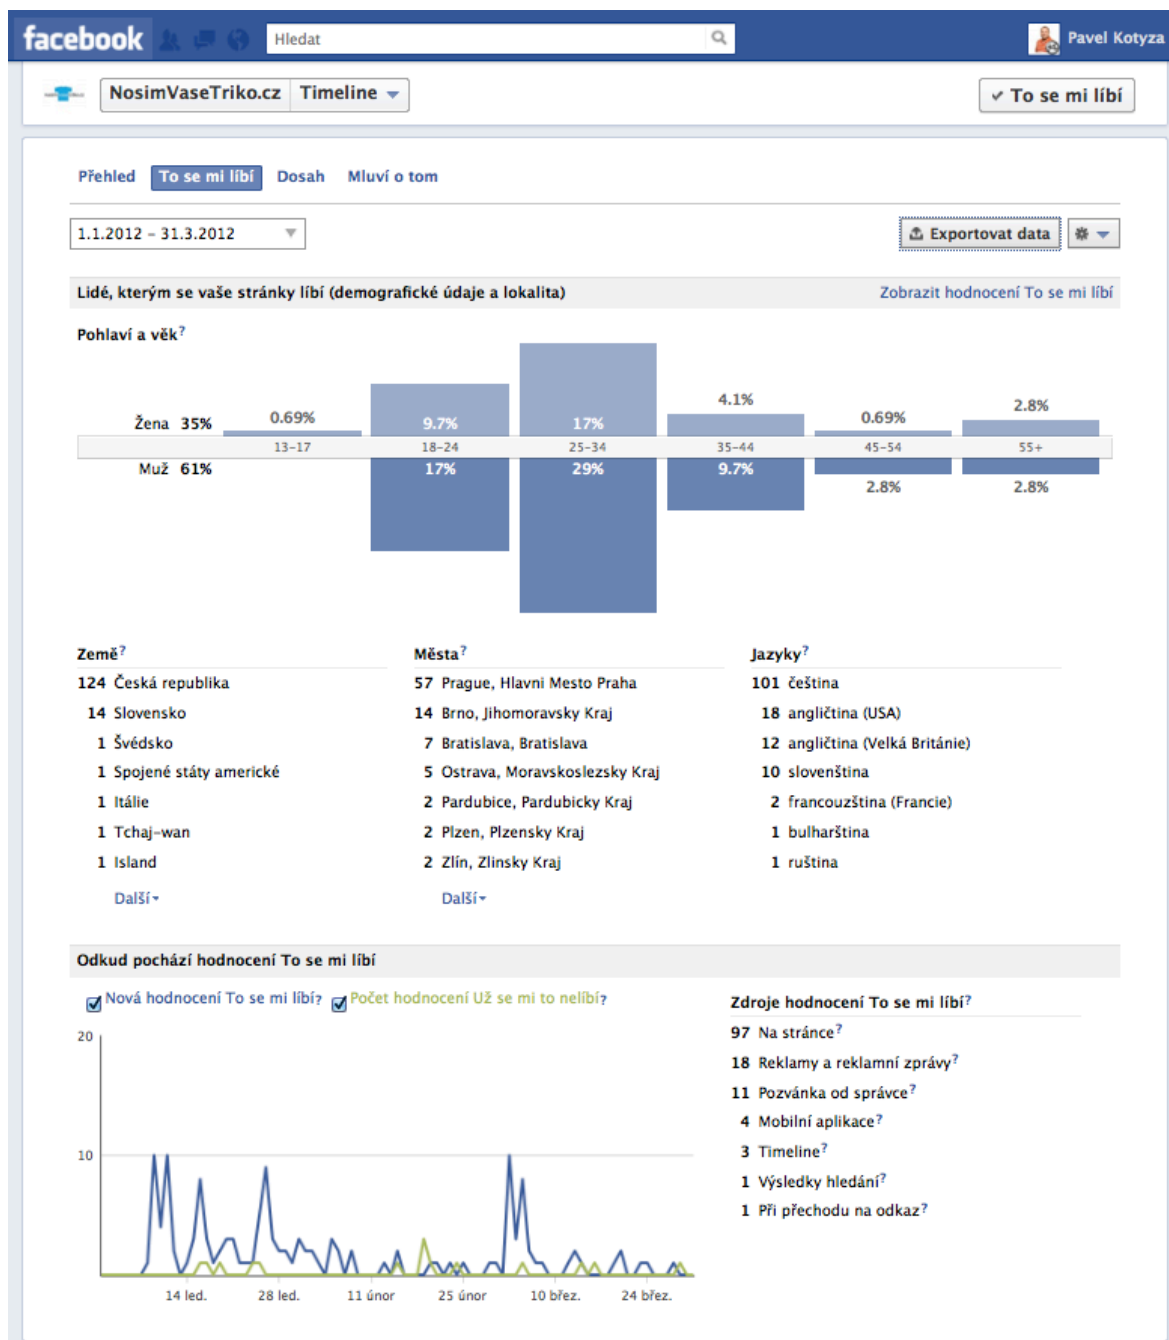 facebook Hledat Pavel Kotyza
NosimVaseTriko.cz Timeline To se mi líbí
Přehled To se mi líbí Dosah Mluví o tom
1.1.2012 – 31.3.2012 Exportovat data
Lidé, kterým se vaše stránky líbí (demografické údaje a lokalita) Zobrazit hodnocení To se mi líbí
Pohlaví a věk?
Žena 35% 0.69% 9.7% 17% 4.1% 0.69% 2.8%
13–17 18–24 25–34 35–44 45–54 55+
Muž 61% 17% 29% 9.7% 2.8% 2.8%
Země? Města? Jazyky?
124 Česká republika 57 Prague, Hlavni Mesto Praha 101 čeština
14 Slovensko 14 Brno, Jihomoravsky Kraj 18 angličtina (USA)
1 Švédsko 7 Bratislava, Bratislava 12 angličtina (Velká Británie)
1 Spojené státy americké 5 Ostrava, Moravskoslezsky Kraj 10 slovenština
1 Itálie 2 Pardubice, Pardubicky Kraj 2 francouzština (Francie)
1 Tchaj–wan 2 Plzen, Plzensky Kraj 1 bulharština
1 Island 2 Zlín, Zlinsky Kraj 1 ruština
Další Další
Odkud pochází hodnocení To se mi líbí
Nová hodnocení To se mi líbí? Počet hodnocení Už se mi to nelíbí?
20
10
14 led. 28 led. 11 únor 25 únor 10 břez. 24 břez.
Zdroje hodnocení To se mi líbí?
97 Na stránce?
18 Reklamy a reklamní zprávy?
11 Pozvánka od správce?
4 Mobilní aplikace?
3 Timeline?
1 Výsledky hledání?
1 Při přechodu na odkaz?